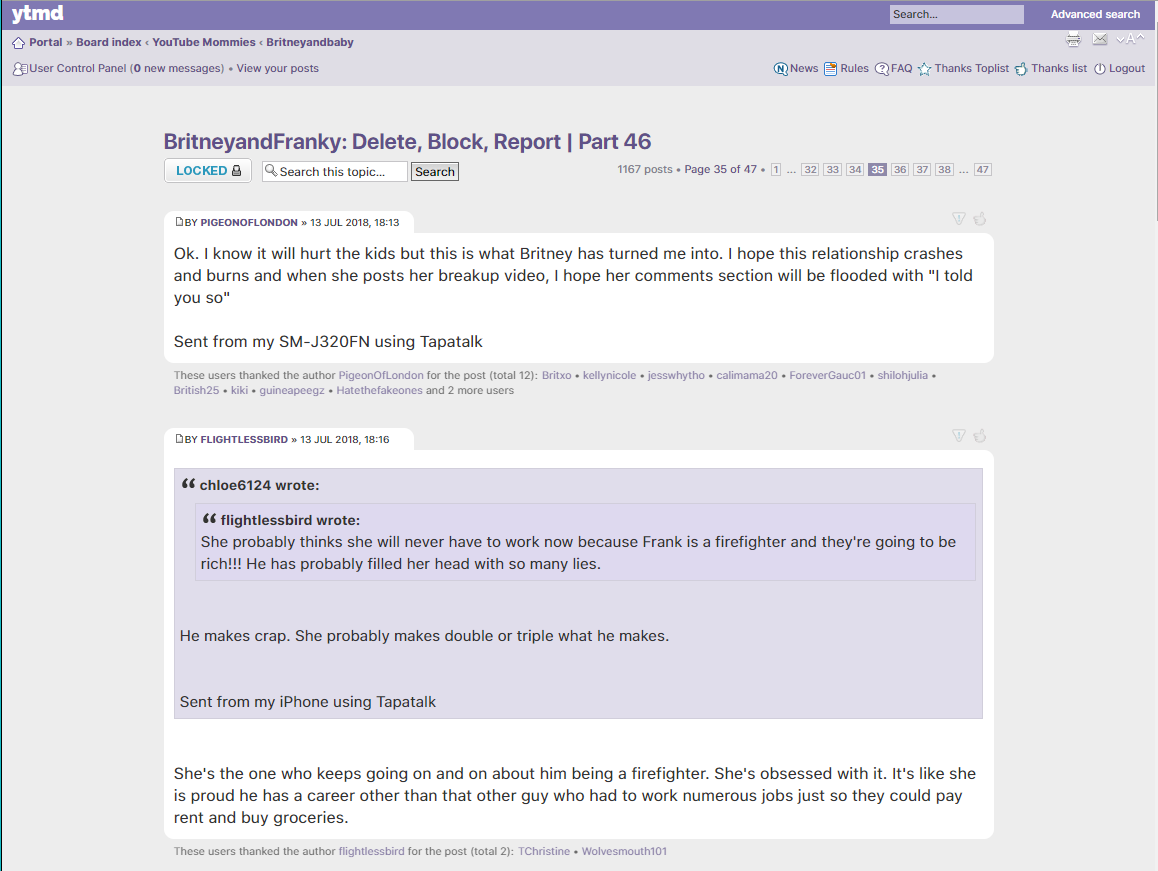 ytmd
Search...
Advanced search
Portal » Board index ‹ YouTube Mommies ‹ Britneyandbaby
User Control Panel (0 new messages) • View your posts
News Rules FAQ Thanks Toplist Thanks list Logout
BritneyandFranky: Delete, Block, Report | Part 46
LOCKED
Search this topic...
Search
1167 posts • Page 35 of 47 • 1 ... 32 33 34 35 36 37 38 ... 47
BY PIGEONOFLONDON » 13 JUL 2018, 18:13
Ok. I know it will hurt the kids but this is what Britney has turned me into. I hope this relationship crashes
and burns and when she posts her breakup video, I hope her comments section will be flooded with "I told
you so"
Sent from my SM-J320FN using Tapatalk
These users thanked the author PigeonOfLondon for the post (total 12): Britxo • kellynicole • jesswhytho • calimama20 • ForeverGauc01 • shilohjulia •
British25 • kiki • guineapeegz • Hatethefakeones and 2 more users
BY FLIGHTLESSBIRD » 13 JUL 2018, 18:16
chloe6124 wrote:
flightlessbird wrote:
She probably thinks she will never have to work now because Frank is a firefighter and they're going to be
rich!!! He has probably filled her head with so many lies.
He makes crap. She probably makes double or triple what he makes.
Sent from my iPhone using Tapatalk
She's the one who keeps going on and on about him being a firefighter. She's obsessed with it. It's like she
is proud he has a career other than that other guy who had to work numerous jobs just so they could pay
rent and buy groceries.
These users thanked the author flightlessbird for the post (total 2): TChristine • Wolvesmouth101